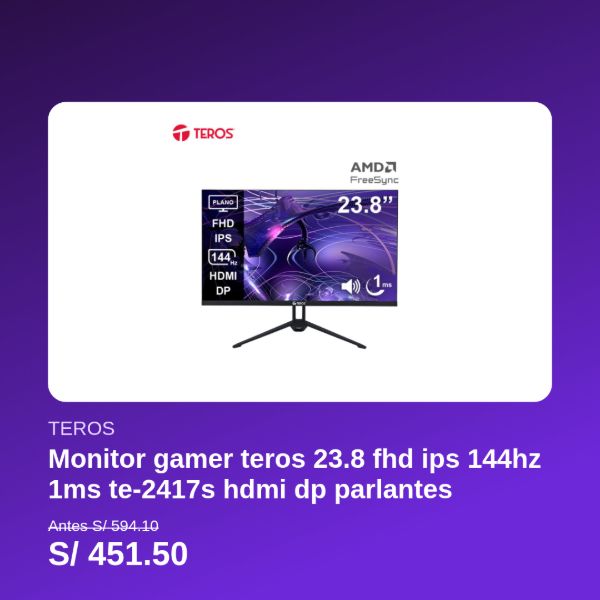 TEROS
AMD
FreeSync
PLANO
23.8”
FHD
IPS
144Hz
HDMI
DP
1ms
TEROS
TEROS
Monitor gamer teros 23.8 fhd ips 144hz
1ms te-2417s hdmi dp parlantes
Antes S/ 594.10
S/ 451.50